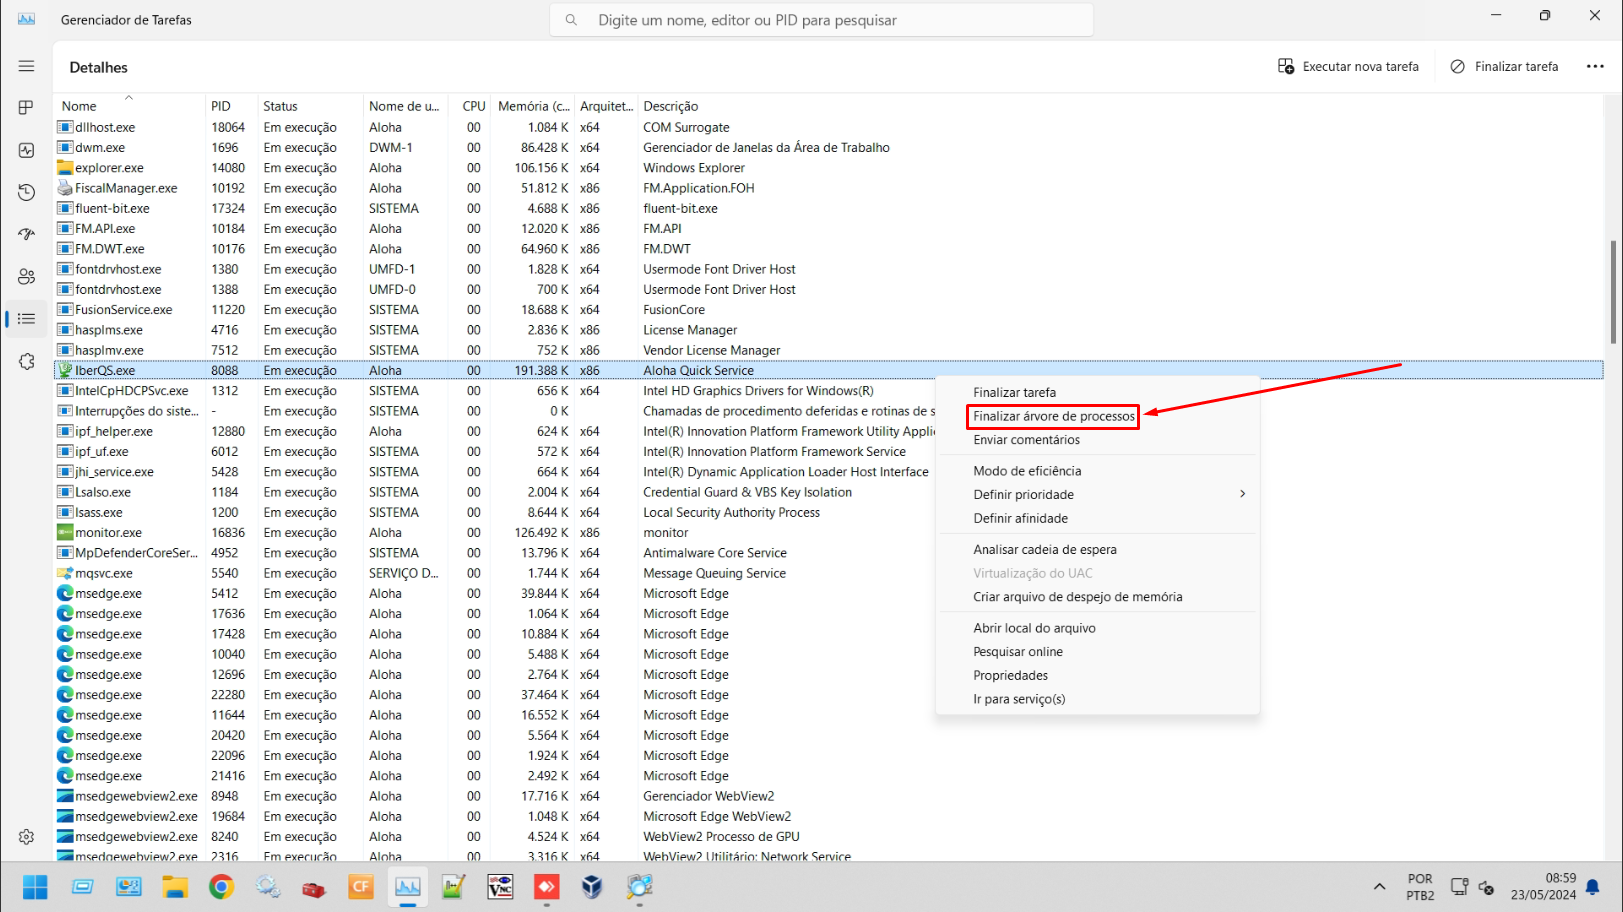 Gerenciador de Tarefas
Digite um nome, editor ou PID para pesquisar
Detalhes
Executar nova tarefa
Finalizar tarefa
Nome PID Status Nome de u... CPU Memória (c... Arquitet... Descrição
dllhost.exe 18064 Em execução Aloha 00 1.084 K x64 COM Surrogate
dwm.exe 1696 Em execução DWM-1 00 86.428 K x64 Gerenciador de Janelas da Área de Trabalho
explorer.exe 14080 Em execução Aloha 00 106.156 K x64 Windows Explorer
FiscalManager.exe 10192 Em execução Aloha 00 51.812 K x86 FM.Application.FOH
fluent-bit.exe 17324 Em execução SISTEMA 00 4.688 K x86 fluent-bit.exe
FM.API.exe 10184 Em execução Aloha 00 12.020 K x86 FM.API
FM.DWT.exe 10176 Em execução Aloha 00 64.960 K x86 FM.DWT
fontdrvhost.exe 1380 Em execução UMFD-1 00 1.828 K x64 Usermode Font Driver Host
fontdrvhost.exe 1388 Em execução UMFD-0 00 700 K x64 Usermode Font Driver Host
FusionService.exe 11220 Em execução SISTEMA 00 18.688 K x64 FusionCore
hasplms.exe 4716 Em execução SISTEMA 00 2.836 K x86 License Manager
hasplmv.exe 7512 Em execução SISTEMA 00 752 K x86 Vendor License Manager
IberQS.exe 8088 Em execução Aloha 00 191.388 K x86 Aloha Quick Service
IntelCpHDCPSvc.exe 1312 Em execução SISTEMA 00 656 K x64 Intel HD Graphics Drivers for Windows(R)
Interrupções do siste... - Em execução SISTEMA 00 0 K Chamadas de procedimento deferidas e rotinas de s
ipf_helper.exe 12880 Em execução Aloha 00 624 K x64 Intel(R) Innovation Platform Framework Utility Appli
ipf_uf.exe 6012 Em execução SISTEMA 00 572 K x64 Intel(R) Innovation Platform Framework Service
jhi_service.exe 5428 Em execução SISTEMA 00 664 K x64 Intel(R) Dynamic Application Loader Host Interface
LsaIso.exe 1184 Em execução SISTEMA 00 2.004 K x64 Credential Guard & VBS Key Isolation
lsass.exe 1200 Em execução SISTEMA 00 8.644 K x64 Local Security Authority Process
monitor.exe 16836 Em execução Aloha 00 126.492 K x86 monitor
MpDefenderCoreSer... 4952 Em execução SISTEMA 00 13.796 K x64 Antimalware Core Service
mqsvc.exe 5540 Em execução SERVIÇO D... 00 1.744 K x64 Message Queuing Service
msedge.exe 5412 Em execução Aloha 00 39.844 K x64 Microsoft Edge
msedge.exe 17636 Em execução Aloha 00 1.064 K x64 Microsoft Edge
msedge.exe 17428 Em execução Aloha 00 10.884 K x64 Microsoft Edge
msedge.exe 10040 Em execução Aloha 00 5.488 K x64 Microsoft Edge
msedge.exe 12696 Em execução Aloha 00 2.764 K x64 Microsoft Edge
msedge.exe 22280 Em execução Aloha 00 37.464 K x64 Microsoft Edge
msedge.exe 11644 Em execução Aloha 00 16.552 K x64 Microsoft Edge
msedge.exe 20420 Em execução Aloha 00 5.564 K x64 Microsoft Edge
msedge.exe 22096 Em execução Aloha 00 1.924 K x64 Microsoft Edge
msedge.exe 21416 Em execução Aloha 00 2.492 K x64 Microsoft Edge
msedgewebview2.exe 8948 Em execução Aloha 00 17.716 K x64 Gerenciador WebView2
msedgewebview2.exe 19684 Em execução Aloha 00 1.048 K x64 Microsoft Edge WebView2
msedgewebview2.exe 8240 Em execução Aloha 00 4.524 K x64 WebView2 Processo de GPU
msedgewebview2.exe 2316 Em execução Aloha 00 3.316 K x64 WebView2 Utilitário: Network Service
Finalizar tarefa
Finalizar árvore de processos
Enviar comentários
Modo de eficiência
Definir prioridade
Definir afinidade
Analisar cadeia de espera
Virtualização do UAC
Criar arquivo de despejo de memória
Abrir local do arquivo
Pesquisar online
Propriedades
Ir para serviço(s)
CF
VNC
POR
PTB2
08:59
23/05/2024